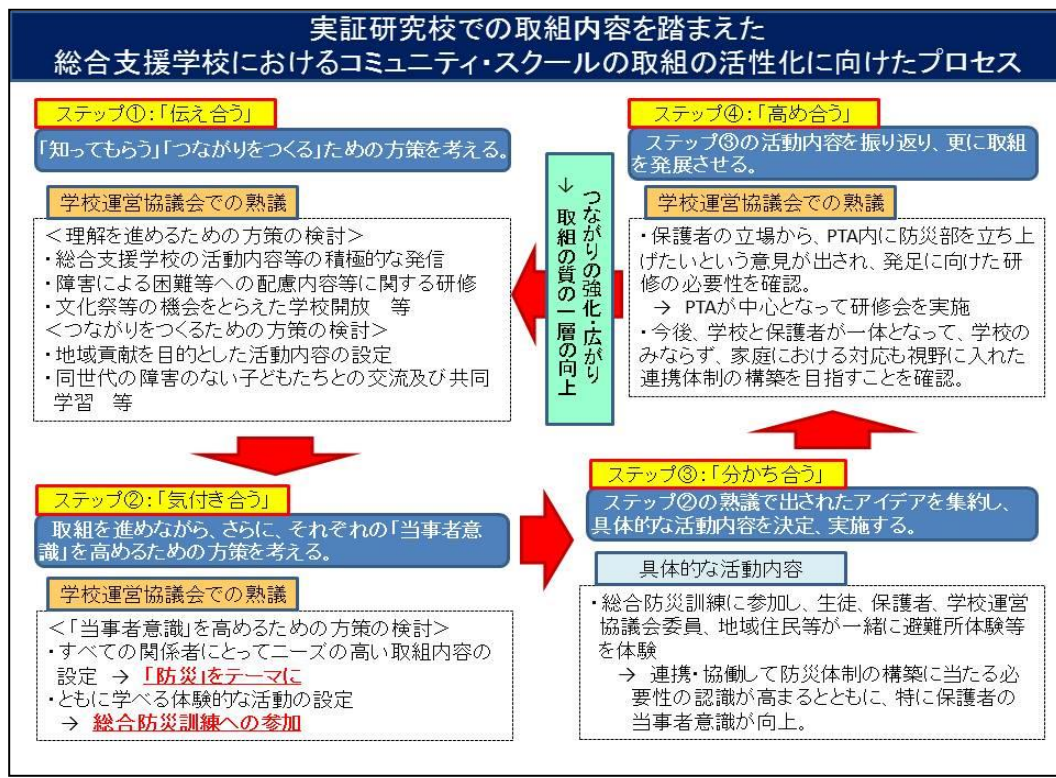 実証研究校での取組内容を踏まえた
総合支援学校におけるコミュニティ・スクールの取組の活性化に向けたプロセス
ステップ①:「伝え合う」
「知ってもらう」「つながりをつくる」ための方策を考える。
学校運営協議会での熟議
＜理解を進めるための方策の検討＞
・総合支援学校の活動内容等の積極的な発信
・障害による困難等への配慮内容等に関する研修
・文化祭等の機会をとらえた学校開放　等
＜つながりをつくるための方策の検討＞
・地域貢献を目的とした活動内容の設定
・同世代の障害のない子どもたちとの交流及び共同
学習　等
ステップ②:「気付き合う」
取組を進めながら、さらに、それぞれの「当事者意
識」を高めるための方策を考える。
学校運営協議会での熟議
＜「当事者意識」を高めるための方策の検討＞
・すべての関係者にとってニーズの高い取組内容の
設定 → 「防災」をテーマに
・ともに学べる体験的な活動の設定
→ 総合防災訓練への参加
ステップ③:「分かち合う」
ステップ②の熟議で出されたアイデアを集約し、
具体的な活動内容を決定、実施する。
具体的な活動内容
・総合防災訓練に参加し、生徒、保護者、学校運営
協議会委員、地域住民等が一緒に避難所体験等
を体験
→ 連携・協働して防災体制の構築に当たる必
要性の認識が高まるとともに、特に保護者の
当事者意識が向上。
ステップ④:「高め合う」
ステップ③の活動内容を振り返り、更に取組
を発展させる。
学校運営協議会での熟議
・保護者の立場から、PTA内に防災部を立ち上
げたいという意見が出され、発足に向けた研
修の必要性を確認。
→ PTAが中心となって研修会を実施
・今後、学校と保護者が一体となって、学校の
みならず、家庭における対応も視野に入れた
連携体制の構築を目指すことを確認。
つながりの強化・広がり
→ 取組の質の一層の向上